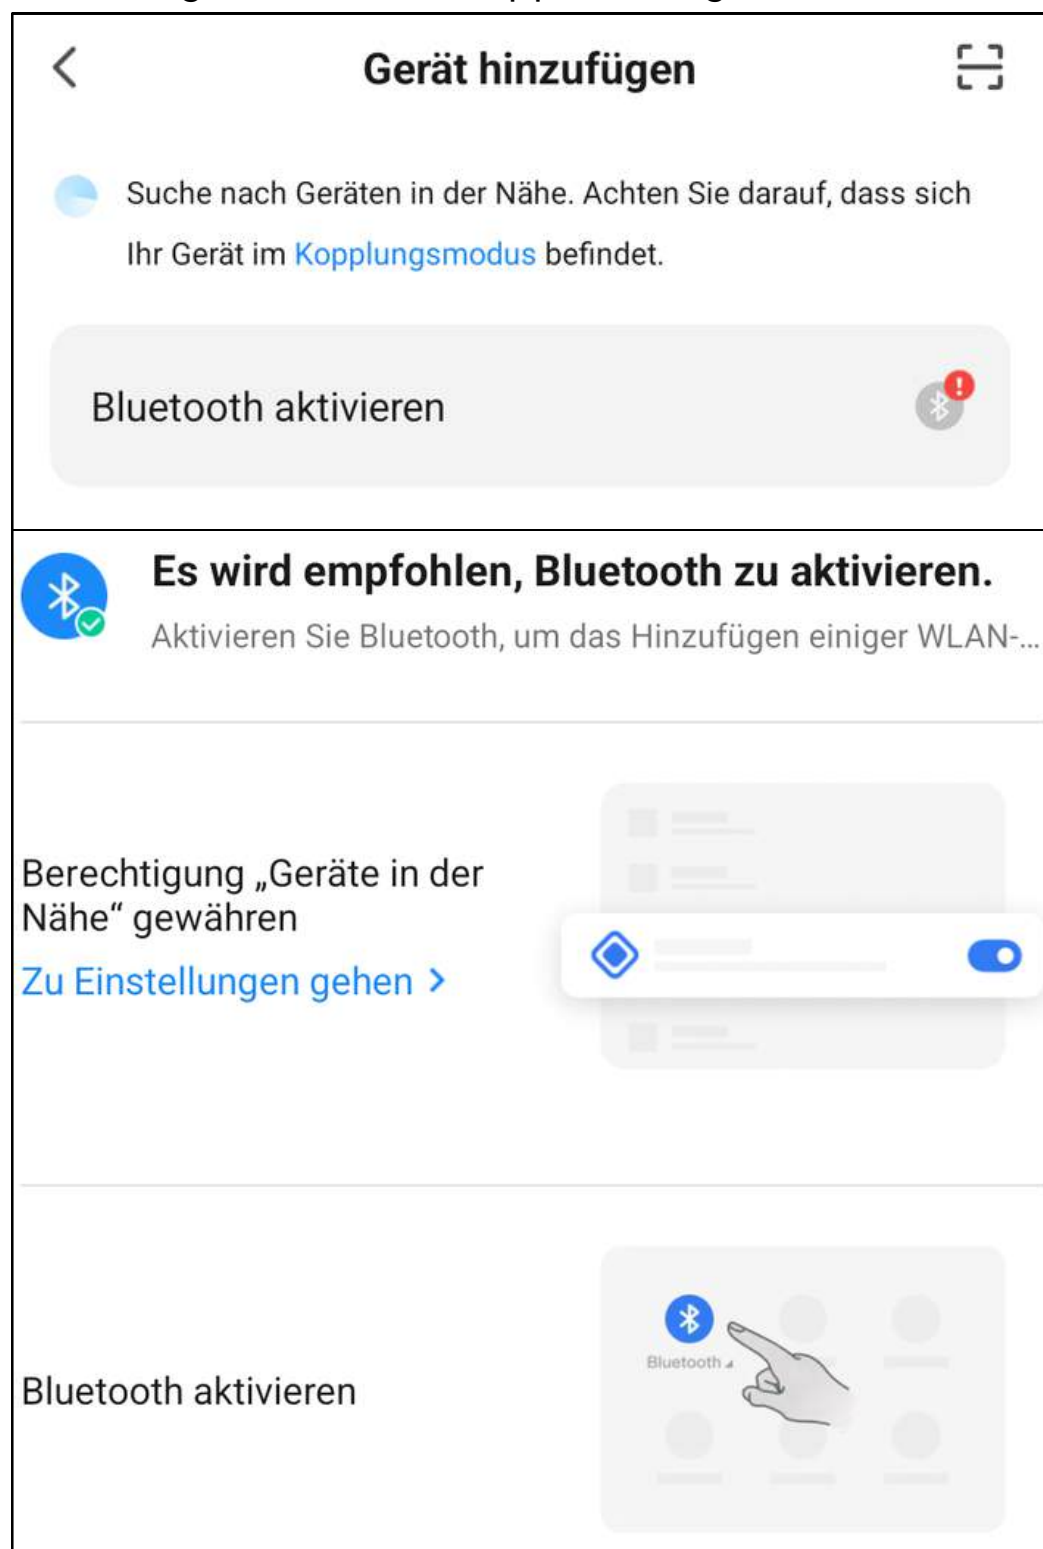 Gerät hinzufügen
Suche nach Geräten in der Nähe. Achten Sie darauf, dass sich
Ihr Gerät im Kopplungsmodus befindet.
Bluetooth aktivieren
Es wird empfohlen, Bluetooth zu aktivieren.
Aktivieren Sie Bluetooth, um das Hinzufügen einiger WLAN-...
Berechtigung „Geräte in der
Nähe“ gewähren
Zu Einstellungen gehen >
Bluetooth
Bluetooth aktivieren